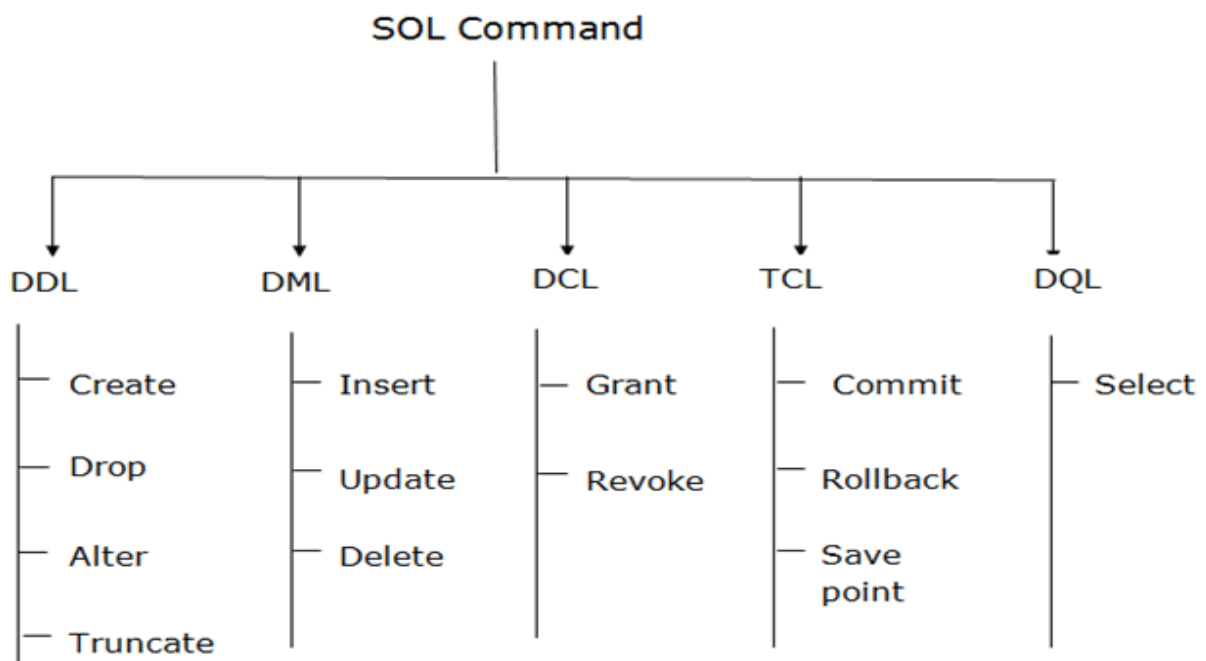 SOL Command
DDL
DML
DCL
TCL
DQL
Create
Drop
Alter
Truncate
Insert
Update
Delete
Grant
Revoke
Commit
Rollback
Save
point
Select